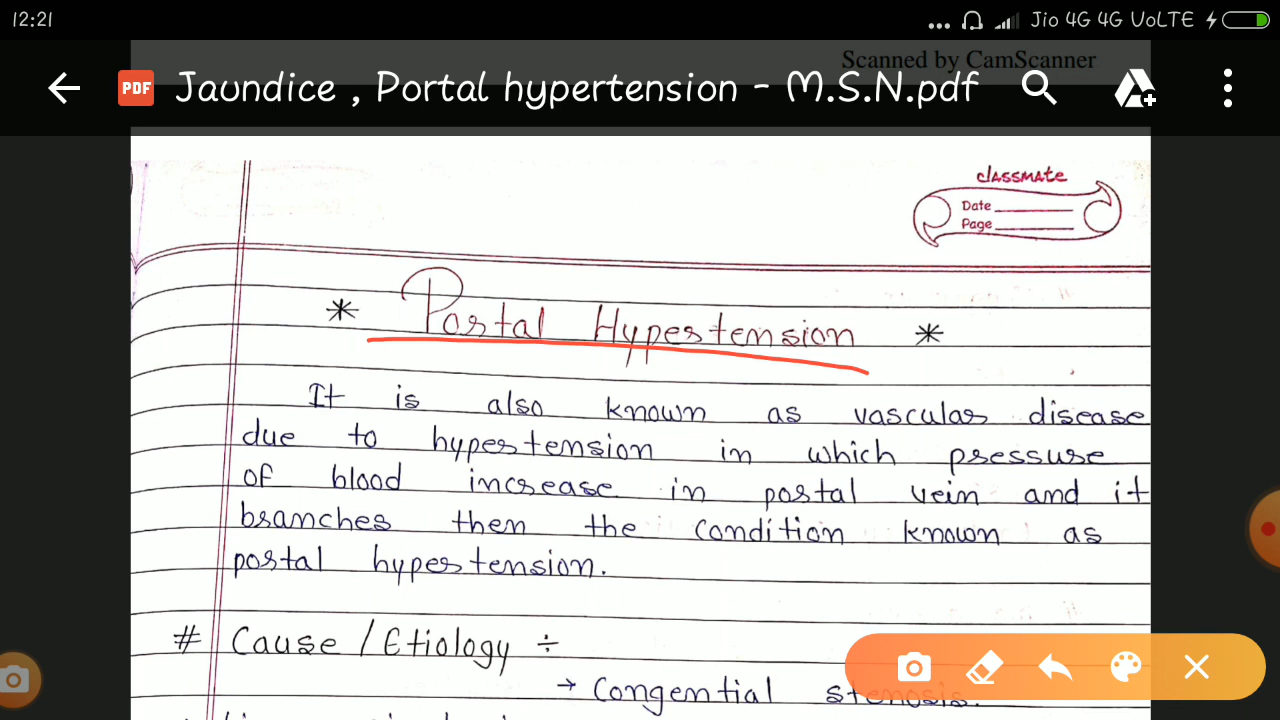 12:21
... Jio 4G 4G VoLTE
Scanned by CamScanner
PDF Jaundice , Portal hypertension - M.S.N.pdf
classmate
Date
Page
* Portal Hypertension *
It is also known as vascular disease
due to hypertension in which pressure
of blood increase in portal vein and it
branches then the condition known as
portal hypertension.
# Cause / Etiology ÷
→ Congential stenosis.